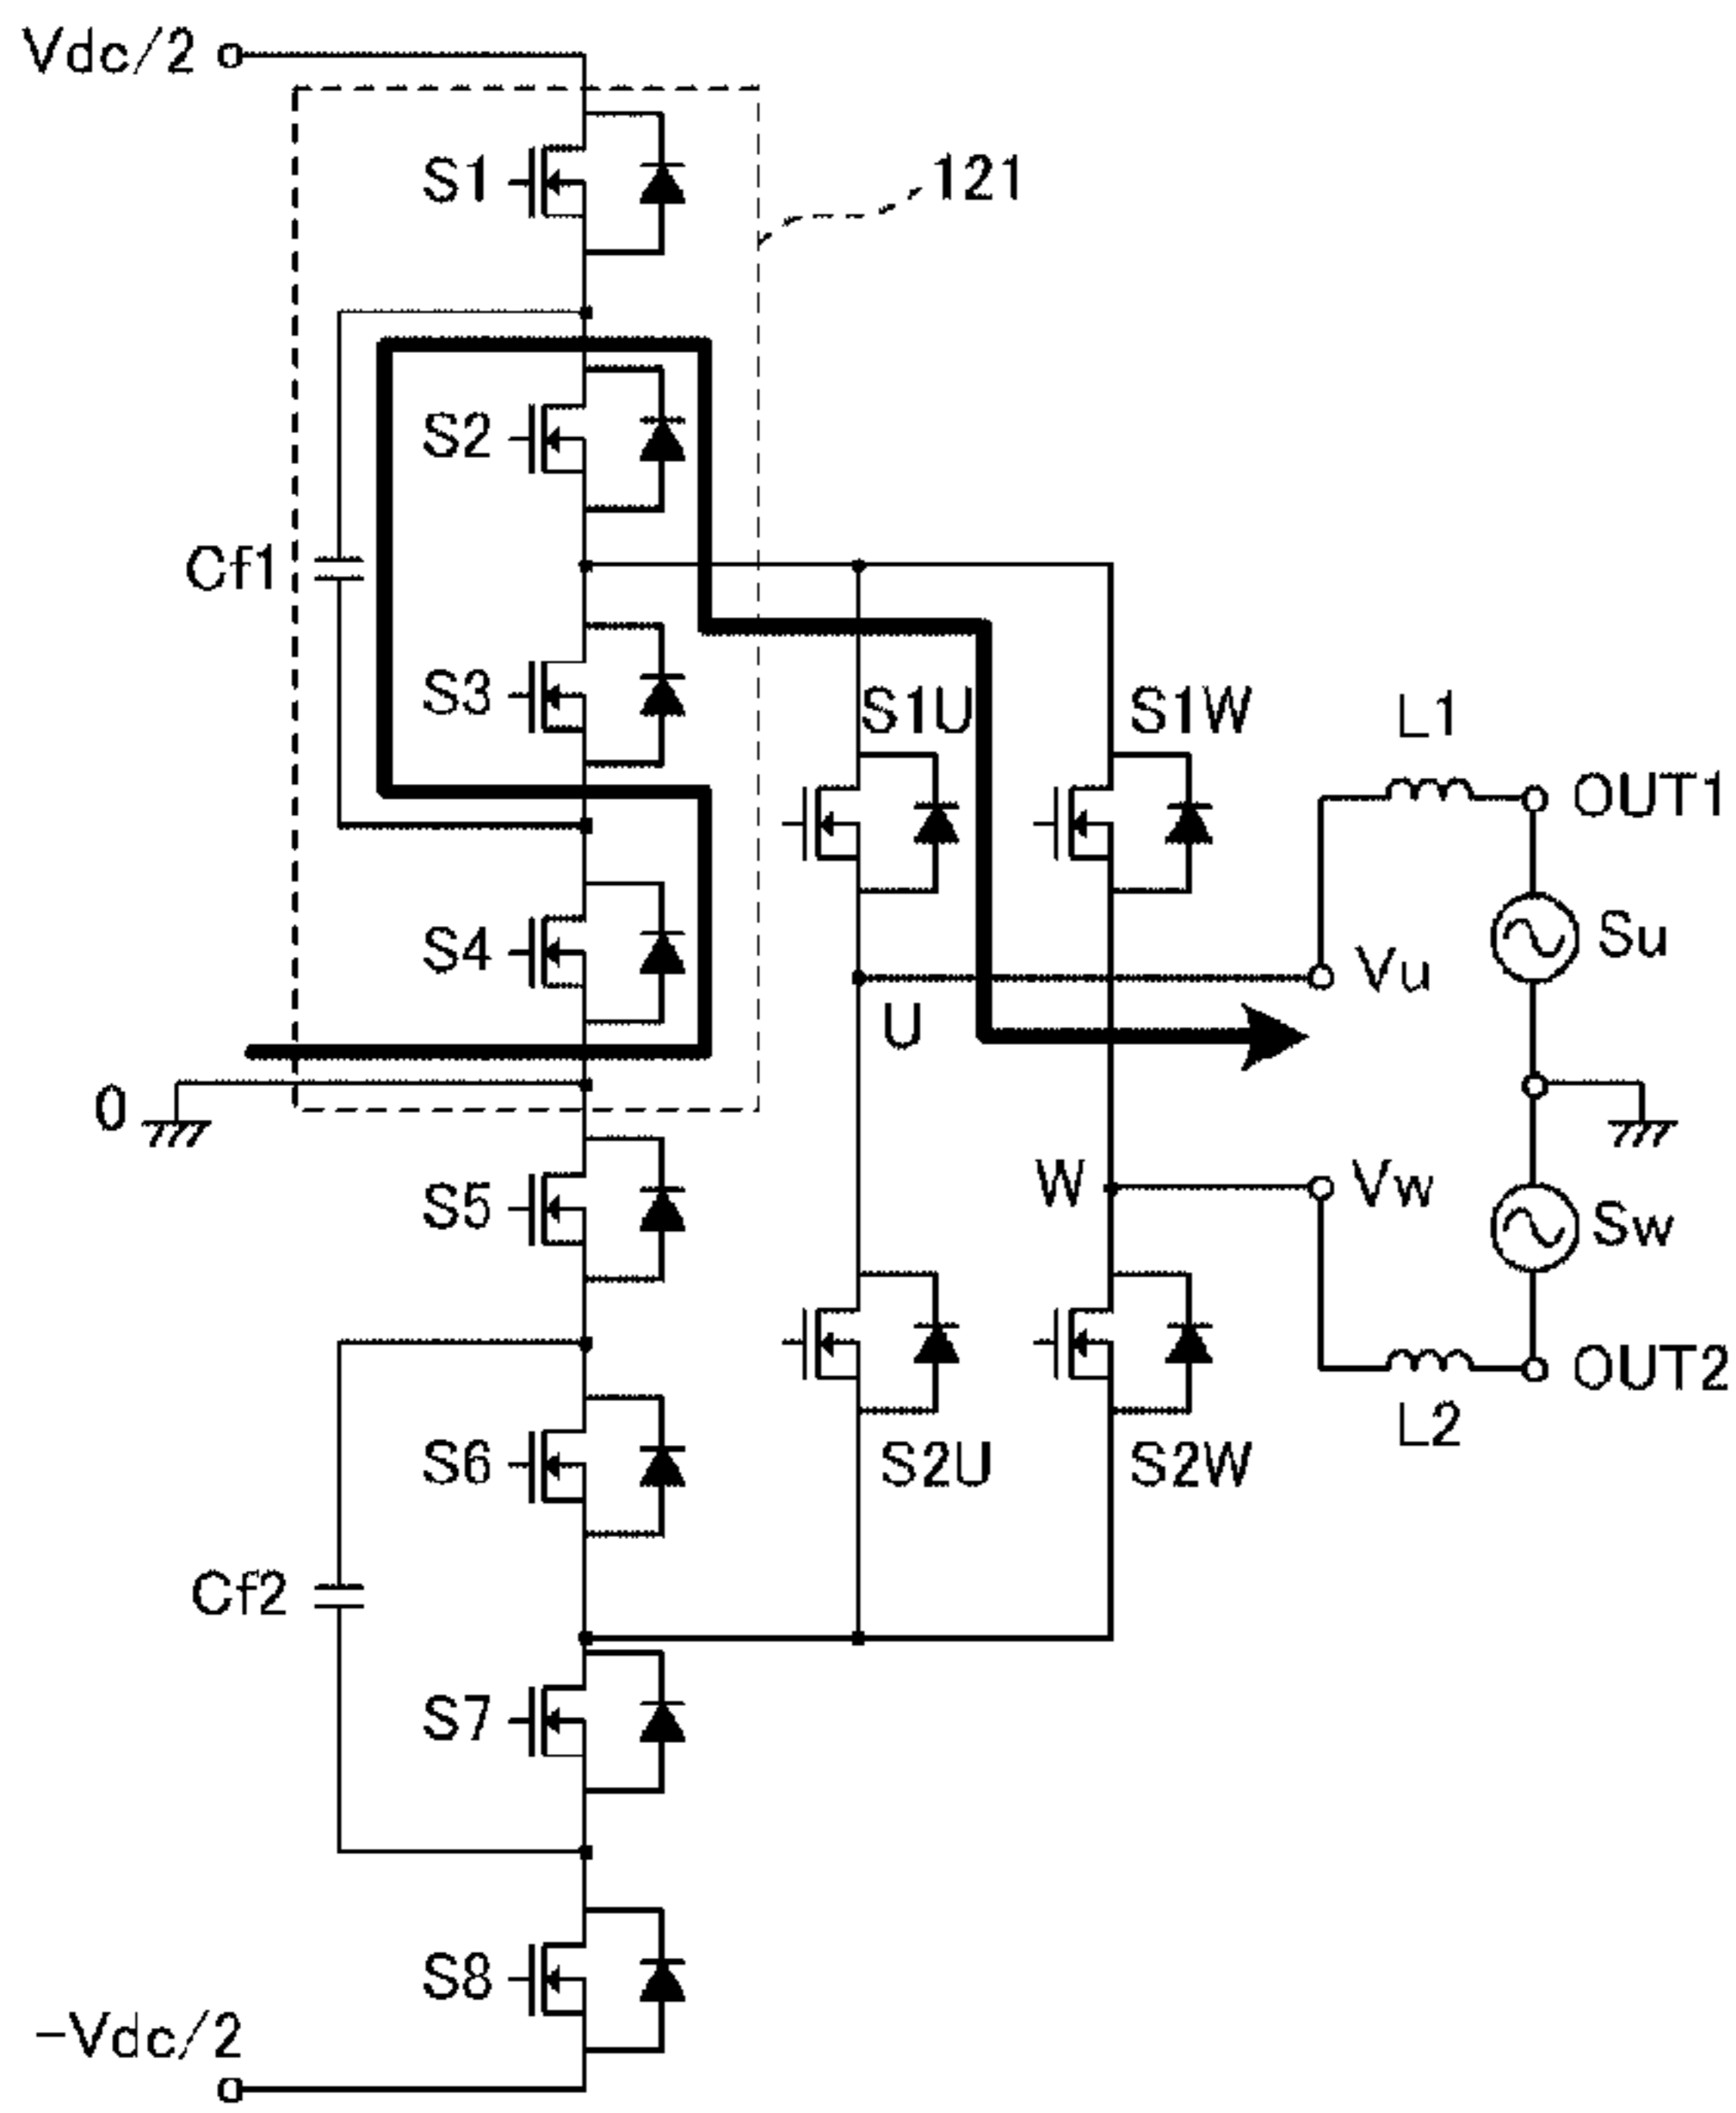 Vdc/2
S1
121
S2
Cf1
S3
S1U
S1W
L1
OUT1
S4
Su
Vu
U
0
S5
W
Vw
Sw
OUT2
L2
S6
S2U
S2W
Cf2
S7
S8
-Vdc/2